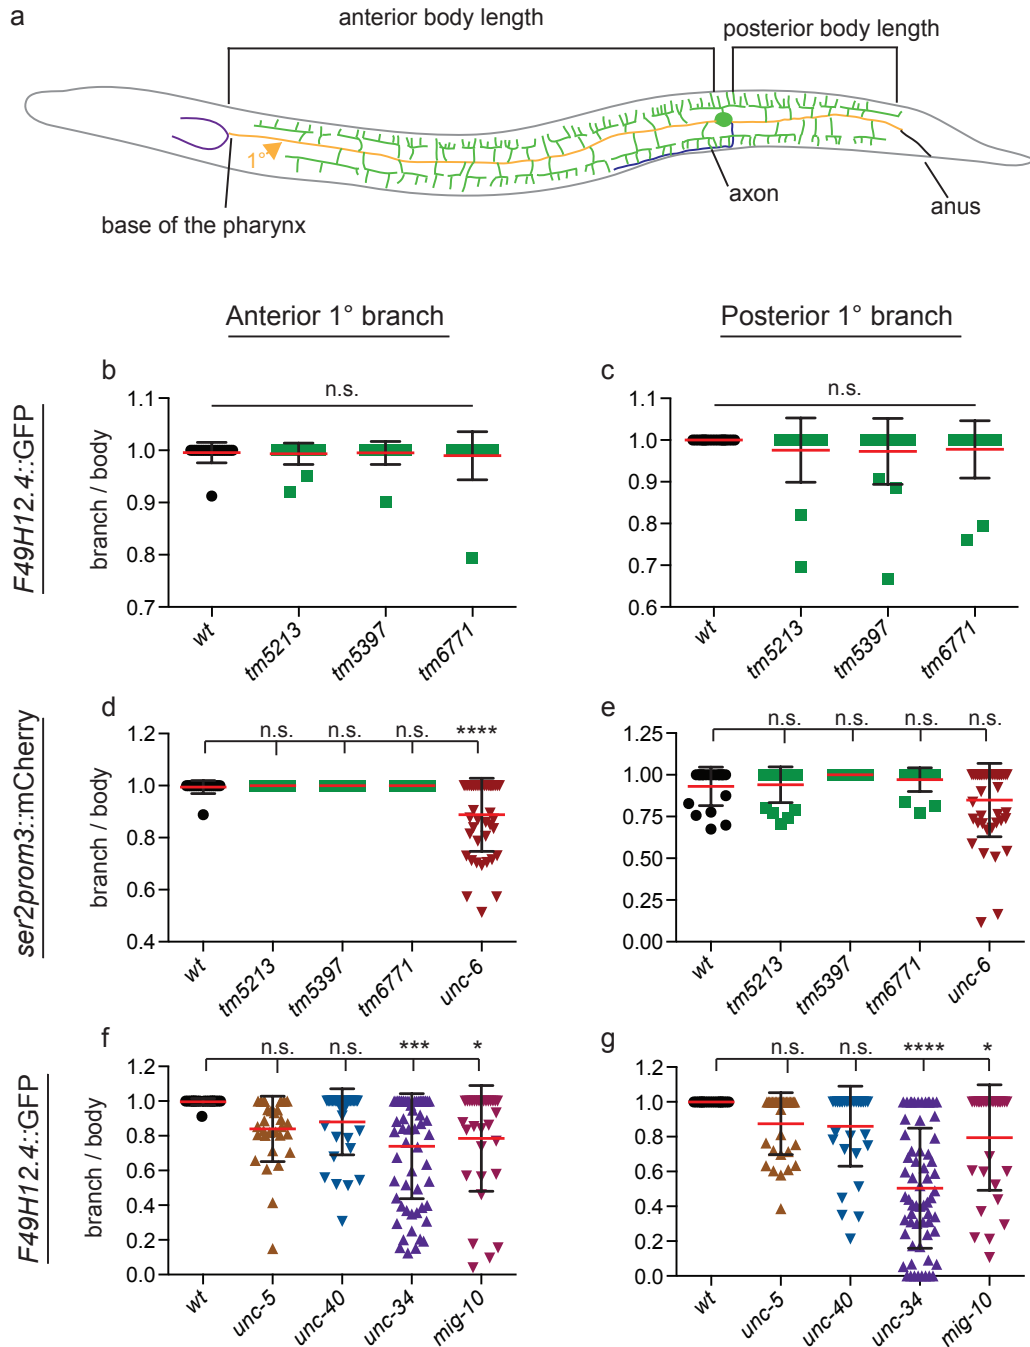 a
anterior body length
posterior body length
1°
axon
anus
base of the pharynx
Anterior 1° branch
Posterior 1° branch
b
n.s.
F49H12.4::GFP
branch / body
1.1
1.0
0.9
0.8
0.7
wt
tm5213
tm5397
tm6771
c
n.s.
1.1
1.0
0.9
0.8
0.7
0.6
wt
tm5213
tm5397
tm6771
d
n.s. n.s. n.s. ****
ser2prom3::mCherry
branch / body
1.2
1.0
0.8
0.6
0.4
wt
tm5213
tm5397
tm6771
unc-6
e
n.s. n.s. n.s. n.s.
1.25
1.00
0.75
0.50
0.25
0.00
wt
tm5213
tm5397
tm6771
unc-6
f
n.s. n.s. *** *
F49H12.4::GFP
branch / body
1.2
1.0
0.8
0.6
0.4
0.2
0.0
wt
unc-5
unc-40
unc-34
mig-10
g
n.s. n.s. **** *
1.2
1.0
0.8
0.6
0.4
0.2
0.0
wt
unc-5
unc-40
unc-34
mig-10